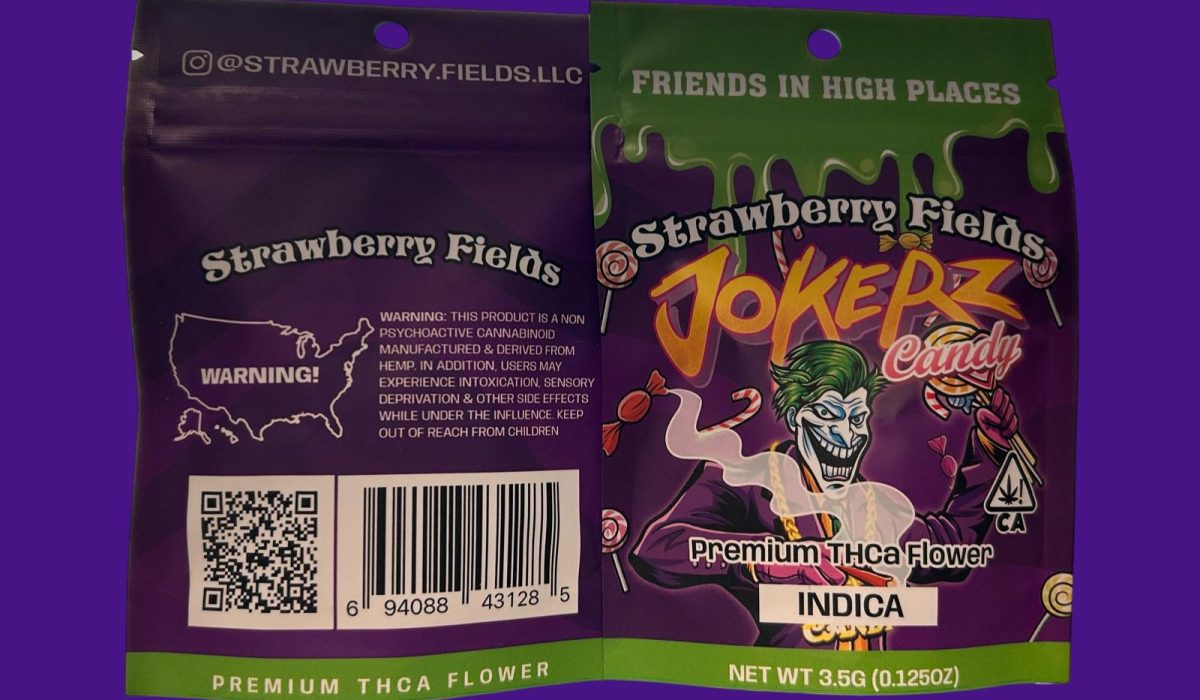 @STRAWBERRY.FIELDS.LLC
Strawberry Fields
WARNING!
WARNING: THIS PRODUCT IS A NON
PSYCHOACTIVE CANNABINOID
MANUFACTURED & DERIVED FROM
HEMP. IN ADDITION, USERS MAY
EXPERIENCE INTOXICATION, SENSORY
DEPRIVATION & OTHER SIDE EFFECTS
WHILE UNDER THE INFLUENCE. KEEP
OUT OF REACH FROM CHILDREN
6 94088 43128 5
PREMIUM THCA FLOWER
FRIENDS IN HIGH PLACES
Strawberry Fields
JOKERZ
Candy
CA
Premium THCa Flower
INDICA
NET WT 3.5G (0.125OZ)